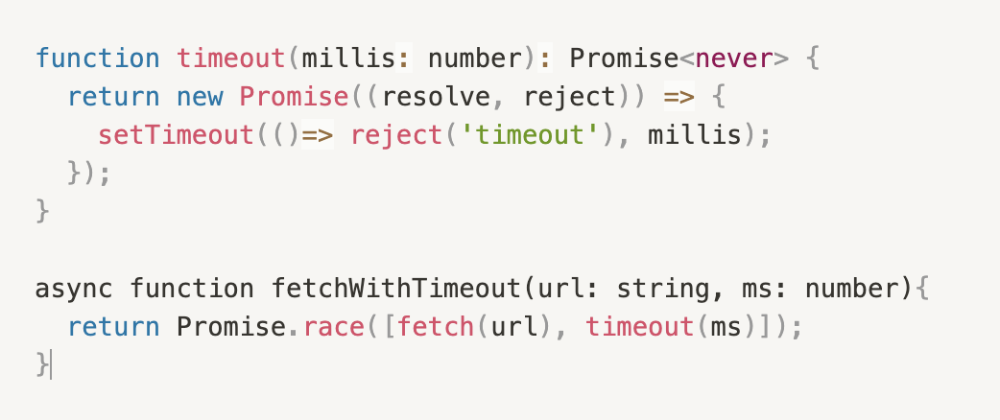 function timeout(millis: number): Promise<never> {
  return new Promise((resolve, reject)) => {
    setTimeout(()=> reject('timeout'), millis);
  });
}

async function fetchWithTimeout(url: string, ms: number){
  return Promise.race([fetch(url), timeout(ms)]);
}